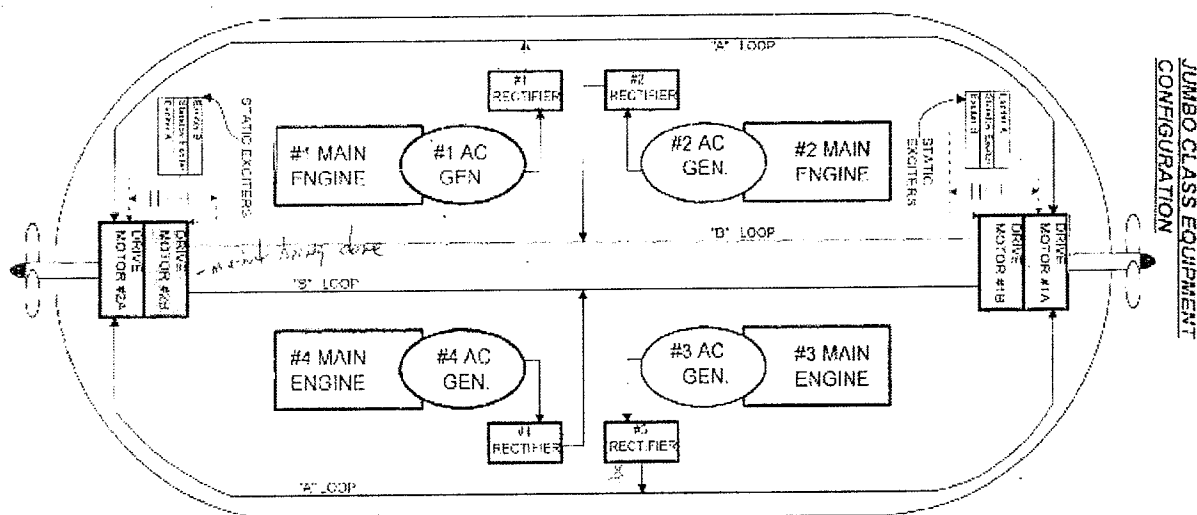 JUMBO CLASS EQUIPMENT
CONFIGURATION
"A" LOOP
#1
RECTIFIER
#2
RECTIFIER
STATIC
EXCITERS
STATIC
EXCITERS
#1 MAIN
ENGINE
#1 AC
GEN
#2 AC
GEN.
#2 MAIN
ENGINE
"B" LOOP
DRIVE
MOTOR #2B
DRIVE
MOTOR #2A
DRIVE
MOTOR #1A
DRIVE
MOTOR #1B
"B" LOOP
#4 MAIN
ENGINE
#4 AC
GEN.
#3 AC
GEN.
#3 MAIN
ENGINE
#4
RECTIFIER
#3
RECTIFIER
"A" LOOP